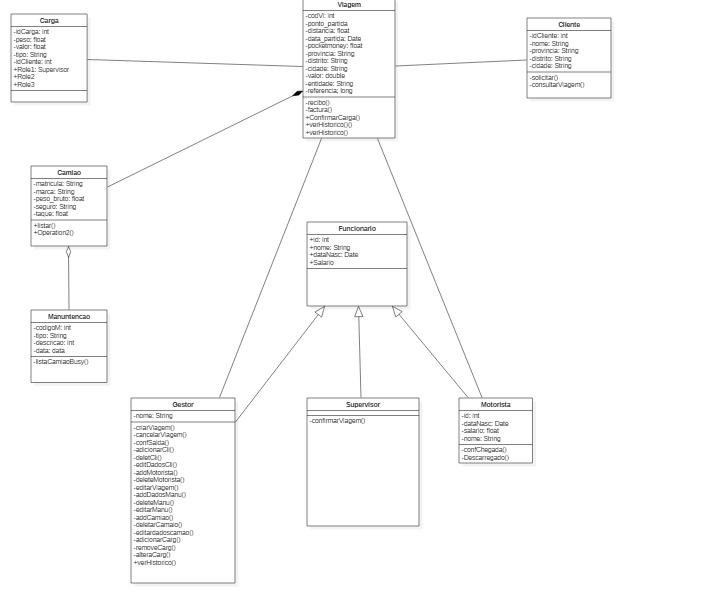 Carga
-idCarga: int
-peso: float
-valor: float
-tipo: String
-idCliente: int
+Role1: Supervisor
+Role2
+Role3
Viagem
-codVi: int
-ponto_partida
-distancia: float
-data_partida: Date
-pocketmoney: float
-provincia: String
-distrito: String
-cidade: String
-valor: double
-entidade: String
-referencia: long
-recibo()
-factura()
+ConfirmarCarga()
+verHistorico()()
+verHistorico()
Cliente
-idCliente: int
-nome: String
-provincia: String
-distrito: String
-cidade: String
-solicitar()
-consultarViagem()
Camiao
-matricula: String
-marca: String
-peso_bruto: float
-seguro: String
-taque: float
+listar()
+Operation2()
Funcionario
+id: int
+nome: String
+dataNasc: Date
+Salario
Manuntencao
-codigoM: int
-tipo: String
-descricao: int
-data: data
-listaCamiaoBusy()
Gestor
-nome: String
-criarViagem()
-cancelarViagem()
-confSaida()
-adicionarCli()
-deletCli()
-editDadosCli()
-addMotorista()
-deleteMotorista()
-editarViagem()
-addDadosManu()
-deleteManu()
-editarManu()
-addCamiao()
-deletarCamaio()
-editardadoscamao()
-adicionarCarg()
-removeCarg()
-alteraCarg()
+verHistorico()
Supervisor
-confirmarViagem()
Motorista
-id: int
-dataNasc: Date
-salario: float
-nome: String
-confChegada()
-Descarregado()